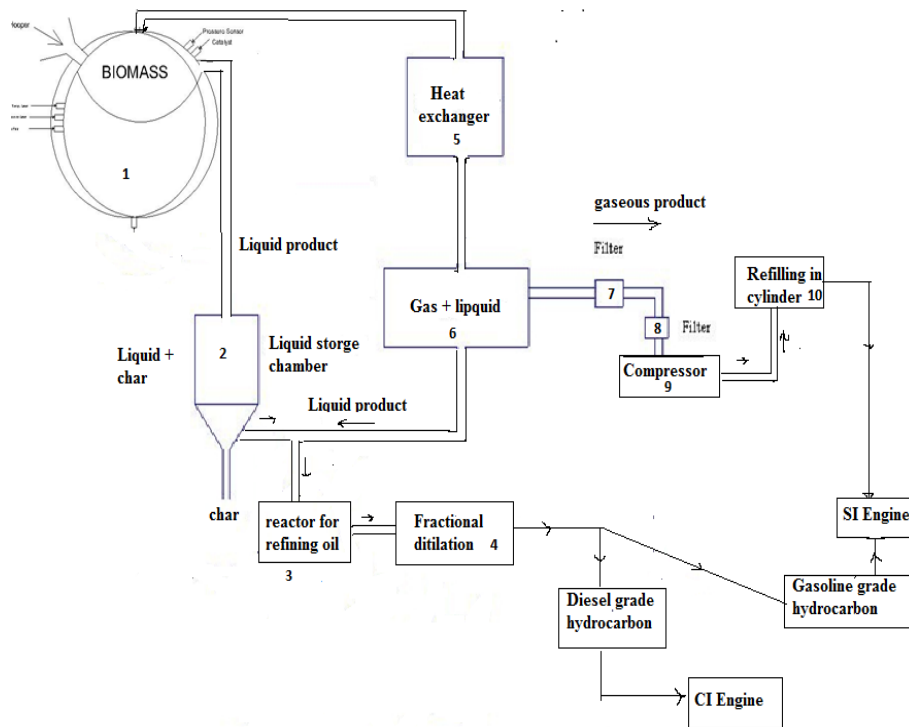 Hooper
Pressure Sensor
Catalyst
BIOMASS
1
Heat
exchanger
5
gaseous product
Filter
Liquid product
7
Refilling in
cylinder 10
Gas + lipquid
6
8
Filter
2
Liquid +
char
Liquid storge
chamber
Compressor
9
Liquid product
char
reactor for
refining oil
3
Fractional
ditilation 4
SI Engine
Gasoline grade
hydrocarbon
Diesel grade
hydrocarbon
CI Engine